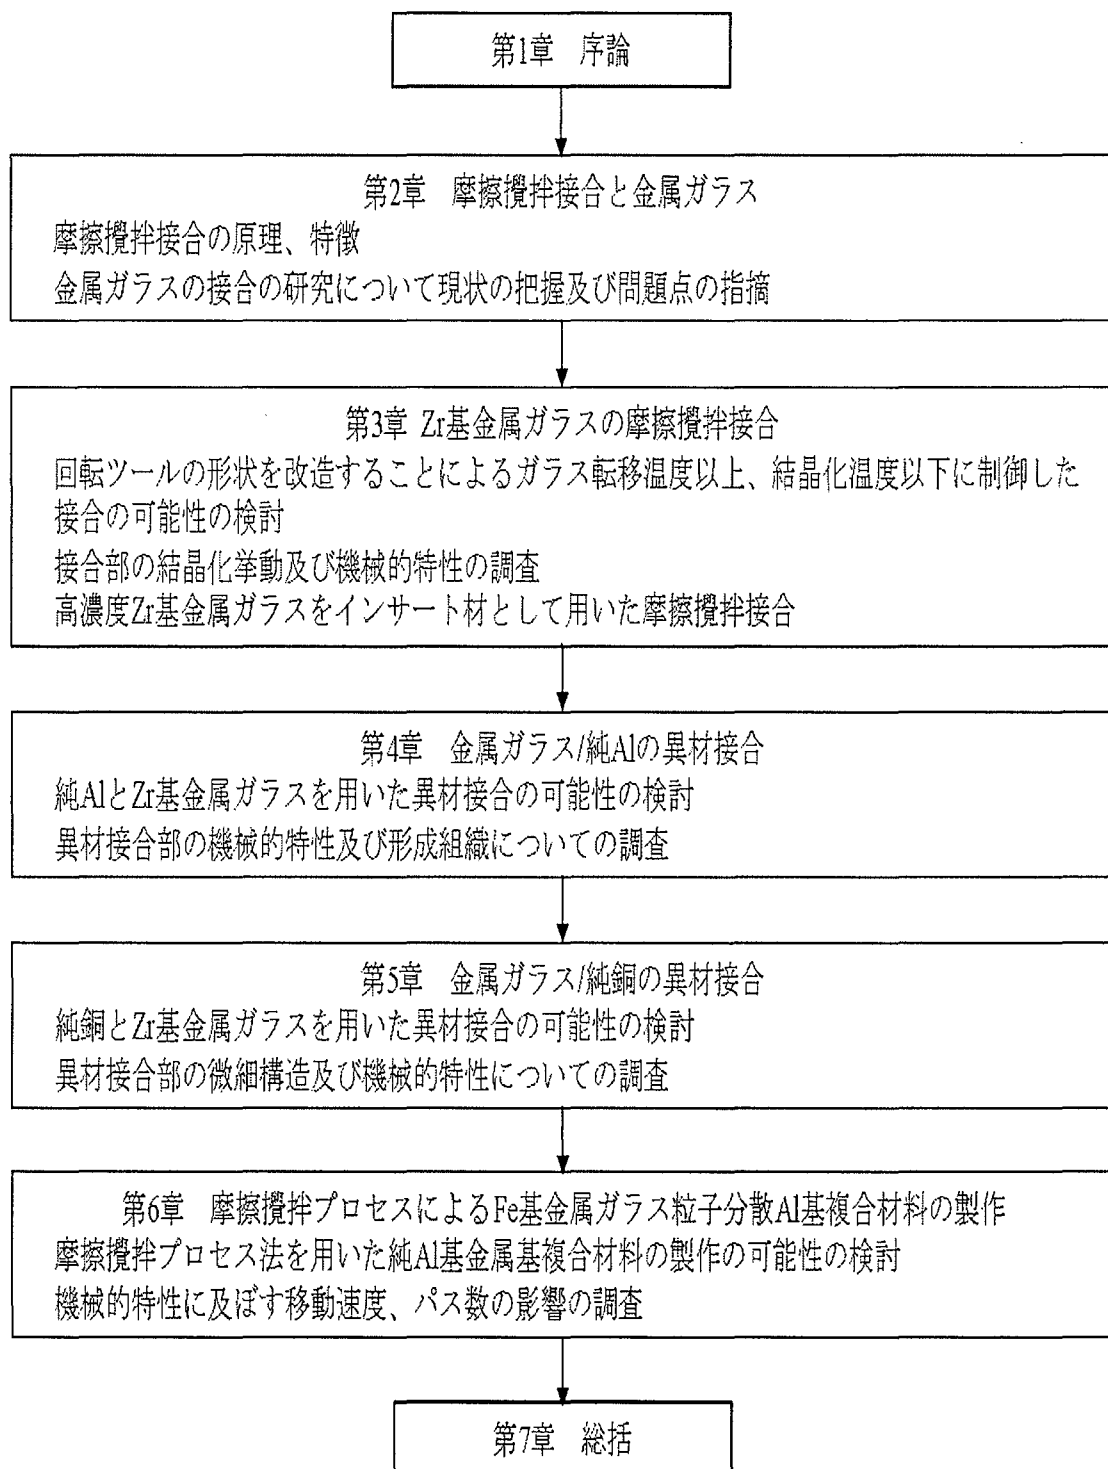 第1章 序論
第2章 摩擦攪拌接合と金属ガラス
摩擦攪拌接合の原理、特徴
金属ガラスの接合の研究について現状の把握及び問題点の指摘
第3章 Zr基金属ガラスの摩擦攪拌接合
回転ツールの形状を改造することによるガラス転移温度以上、結晶化温度以下に制御した
接合の可能性の検討
接合部の結晶化挙動及び機械的特性の調査
高濃度Zr基金属ガラスをインサート材として用いた摩擦攪拌接合
第4章 金属ガラス/純Alの異材接合
純AlとZr基金属ガラスを用いた異材接合の可能性の検討
異材接合部の機械的特性及び形成組織についての調査
第5章 金属ガラス/純銅の異材接合
純銅とZr基金属ガラスを用いた異材接合の可能性の検討
異材接合部の微細構造及び機械的特性についての調査
第6章 摩擦攪拌プロセスによるFe基金属ガラス粒子分散Al基複合材料の製作
摩擦攪拌プロセス法を用いた純Al基金属基複合材料の製作の可能性の検討
機械的特性に及ぼす移動速度、パス数の影響の調査
第7章 総括